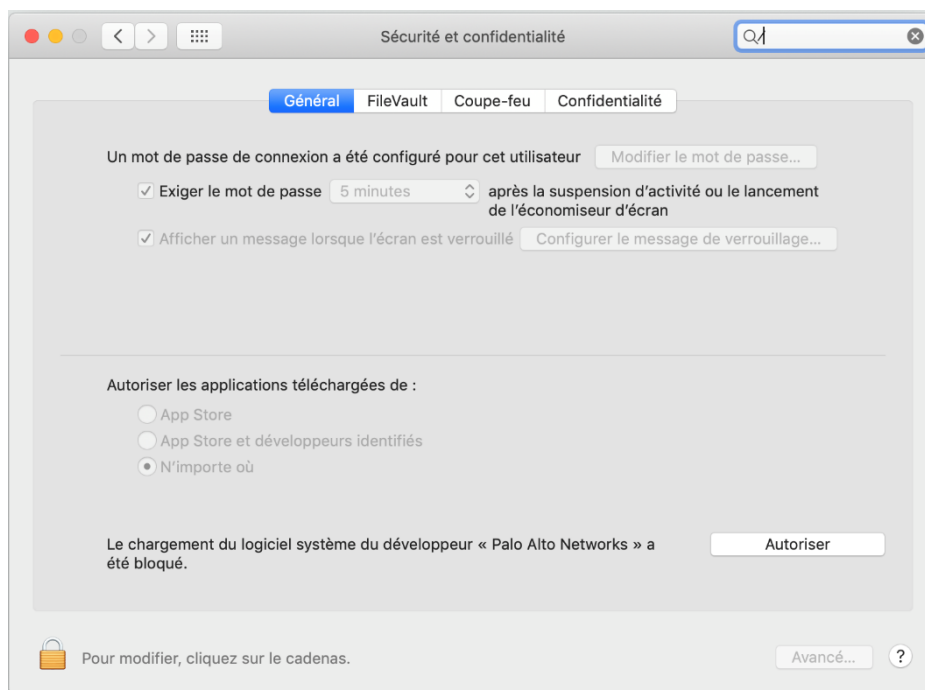 Sécurité et confidentialité
Général FileVault Coupe-feu Confidentialité
Un mot de passe de connexion a été configuré pour cet utilisateur Modifier le mot de passe...
Exiger le mot de passe 5 minutes après la suspension d'activité ou le lancement
de l'économiseur d'écran
Afficher un message lorsque l'écran est verrouillé Configurer le message de verrouillage...
Autoriser les applications téléchargées de :
App Store
App Store et développeurs identifiés
N'importe où
Le chargement du logiciel système du développeur « Palo Alto Networks » a Autoriser
été bloqué.
Pour modifier, cliquez sur le cadenas. Avancé... ?